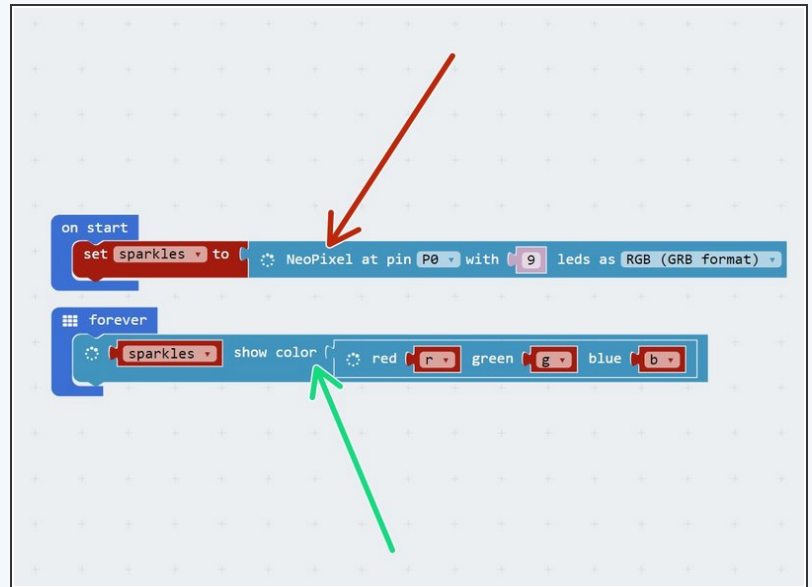 on start
set sparkles to NeoPixel at pin P0 with 9 leds as RGB (GRB format)
forever
sparkles show color red r green g blue b